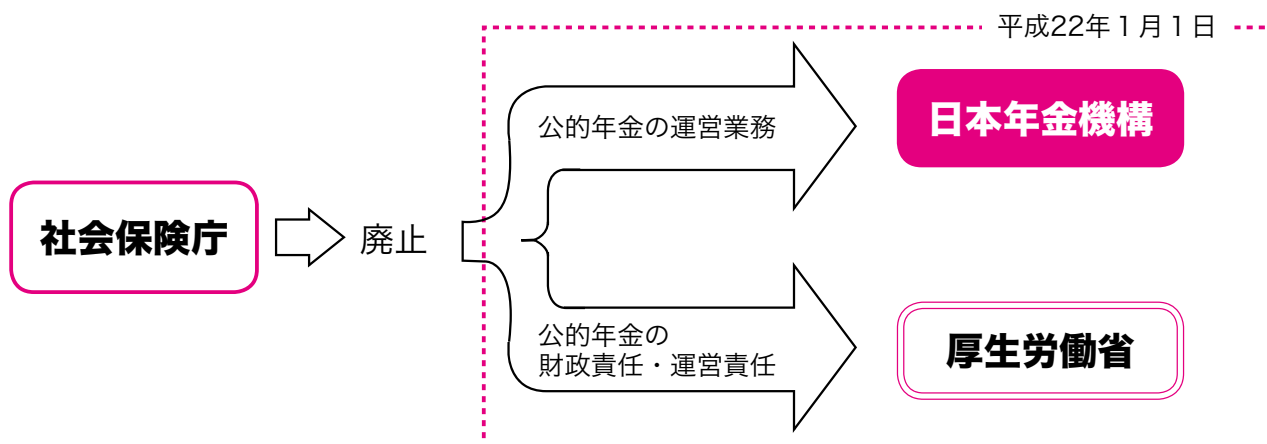 平成22年１月１日
公的年金の運営業務
日本年金機構
社会保険庁
廃止
公的年金の
財政責任・運営責任
厚生労働省